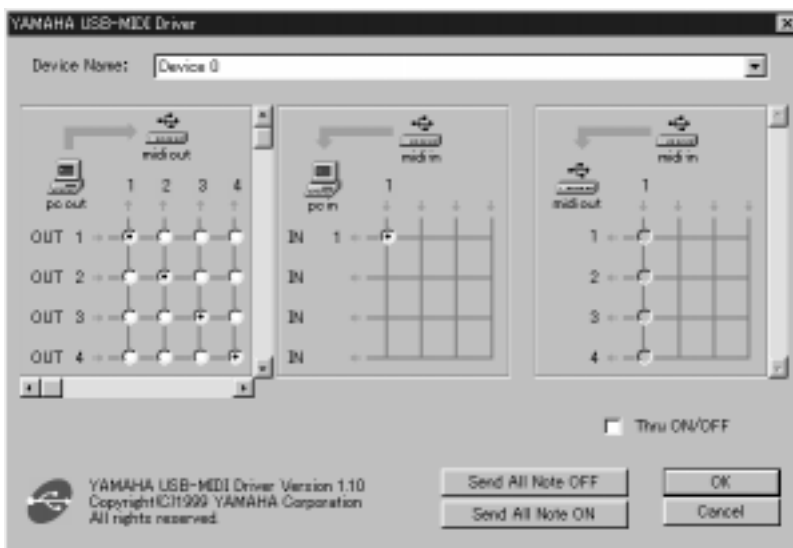 YAMAHA USB-MIDI Driver
Device Name: Device 0
midi out
pc out
1 2 3 4
OUT 1
OUT 2
OUT 3
OUT 4
midi in
pc in
1
IN 1
IN
IN
IN
midi in
midi out
1
1
2
3
4
Thru ON/OFF
YAMAHA USB-MIDI Driver Version 1.10
Copyright(C)1999 YAMAHA Corporation
All rights reserved.
Send All Note OFF
Send All Note ON
OK
Cancel